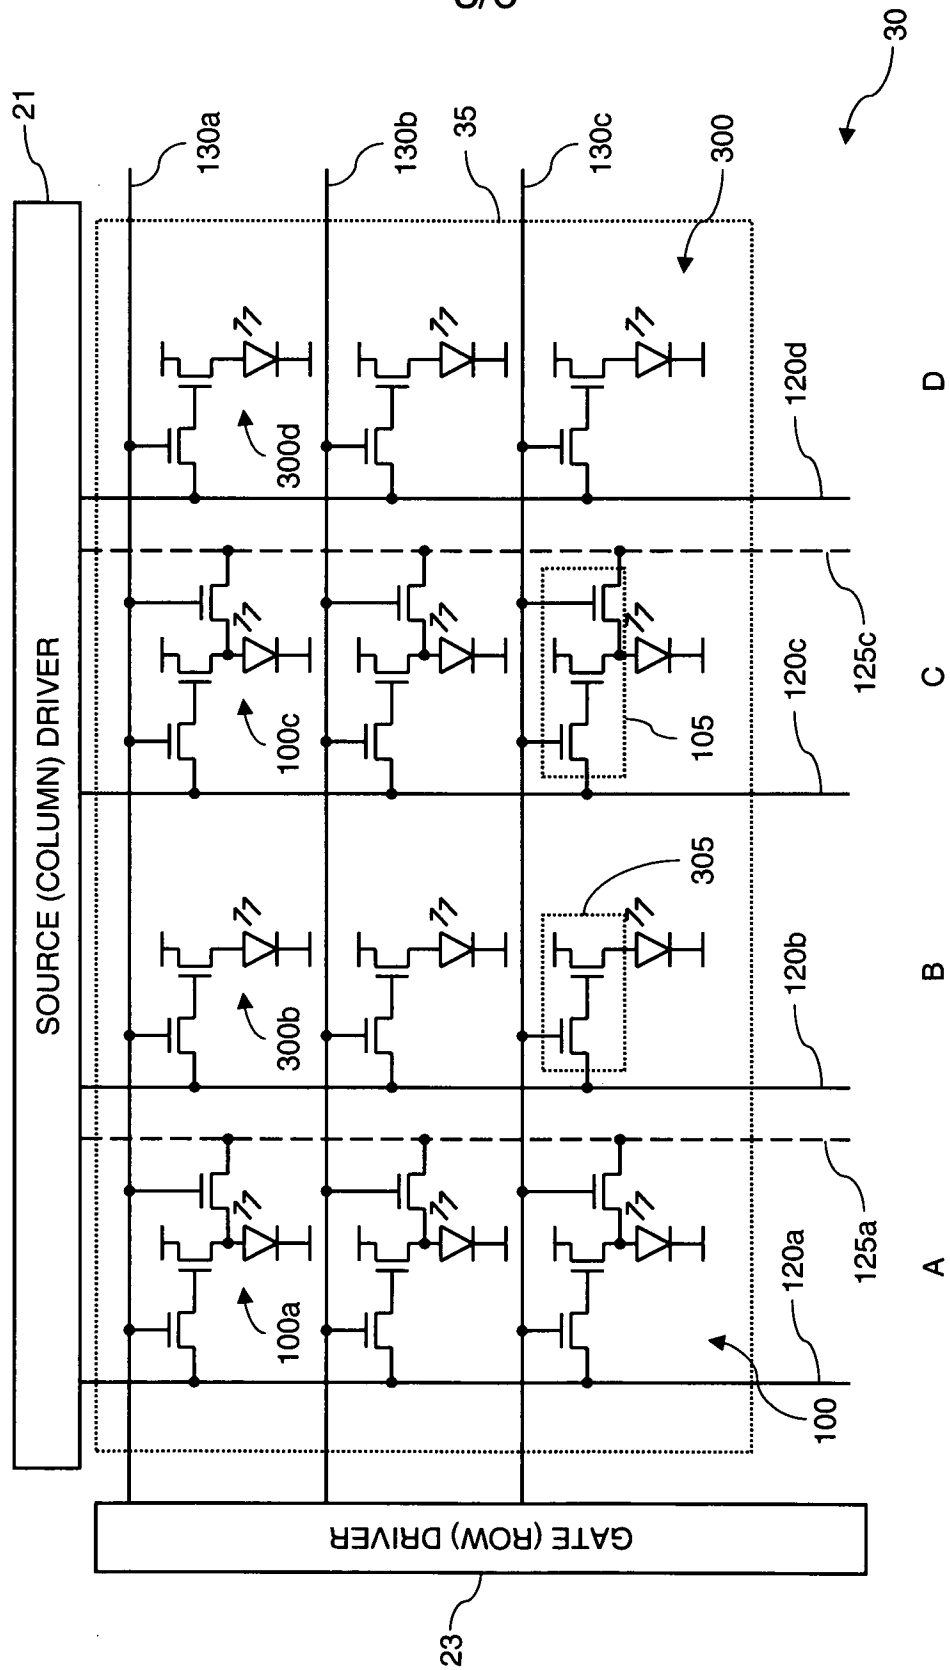 21
SOURCE (COLUMN) DRIVER
130a
130b
35
130c
300
30
300d
100c
300b
100a
105
305
GATE (ROW) DRIVER
23
100
120a
125a
120b
120c
125c
120d
A
B
C
D